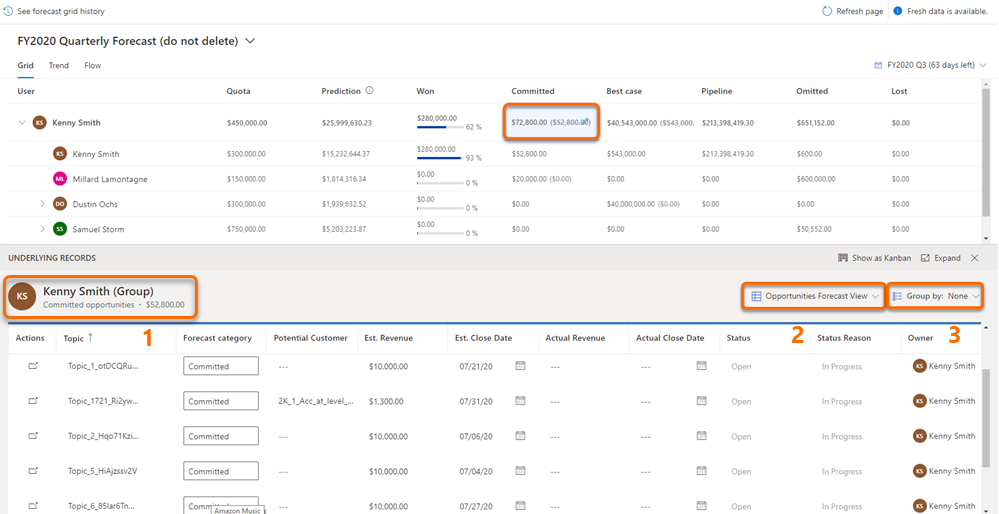 See forecast grid history Refresh page Fresh data is available.
FY2020 Quarterly Forecast (do not delete)
Grid Trend Flow FY2020 Q3 (63 days left)
User Quota Prediction Won Committed Best case Pipeline Omitted Lost
KS Kenny Smith $450,000.00 $25,999,630.23 $280,000.00 62 % $72,800.00 ($52,800.00) $40,543,000.00 ($543,000. $213,398,419.30 $651,152.00 $0.00
KS Kenny Smith $300,000.00 $15,232,644.37 $280,000.00 93 % $52,800.00 $543,000.00 $213,398,419.30 $600.00 $0.00
ML Millard Lamontagne $150,000.00 $1,814,316.34 $0.00 0 % $20,000.00 ($0.00) $0.00 $0.00 $600,000.00 $0.00
DO Dustin Ochs $300,000.00 $1,939,632.52 $0.00 0 % $0.00 $40,000,000.00 ($0.00) $0.00 $0.00 $0.00
SS Samuel Storm $750,000.00 $5,203,223.87 $0.00 0 % $0.00 $0.00 $0.00 $50,552.00 $0.00
UNDERLYING RECORDS Show as Kanban Expand
KS Kenny Smith (Group)
Committed opportunities • $52,800.00
Opportunities Forecast View Group by: None
1 2 3
Actions Topic Forecast category Potential Customer Est. Revenue Est. Close Date Actual Revenue Actual Close Date Status Status Reason Owner
Topic_1_otDCQRu... Committed --- $10,000.00 07/21/20 --- Open In Progress KS Kenny Smith
Topic_1721_Ri2yw... Committed 2K_1_Acc_at_level_... $1,300.00 07/31/20 --- Open In Progress KS Kenny Smith
Topic_2_Hqo71Kzi... Committed --- $10,000.00 07/06/20 --- Open In Progress KS Kenny Smith
Topic_5_HiAjzssv2V Committed --- $10,000.00 07/04/20 --- Open In Progress KS Kenny Smith
Topic_6_85Iar6Tn... Committed --- $10,000.00 07/27/20 --- Open In Progress KS Kenny Smith
Amazon Music